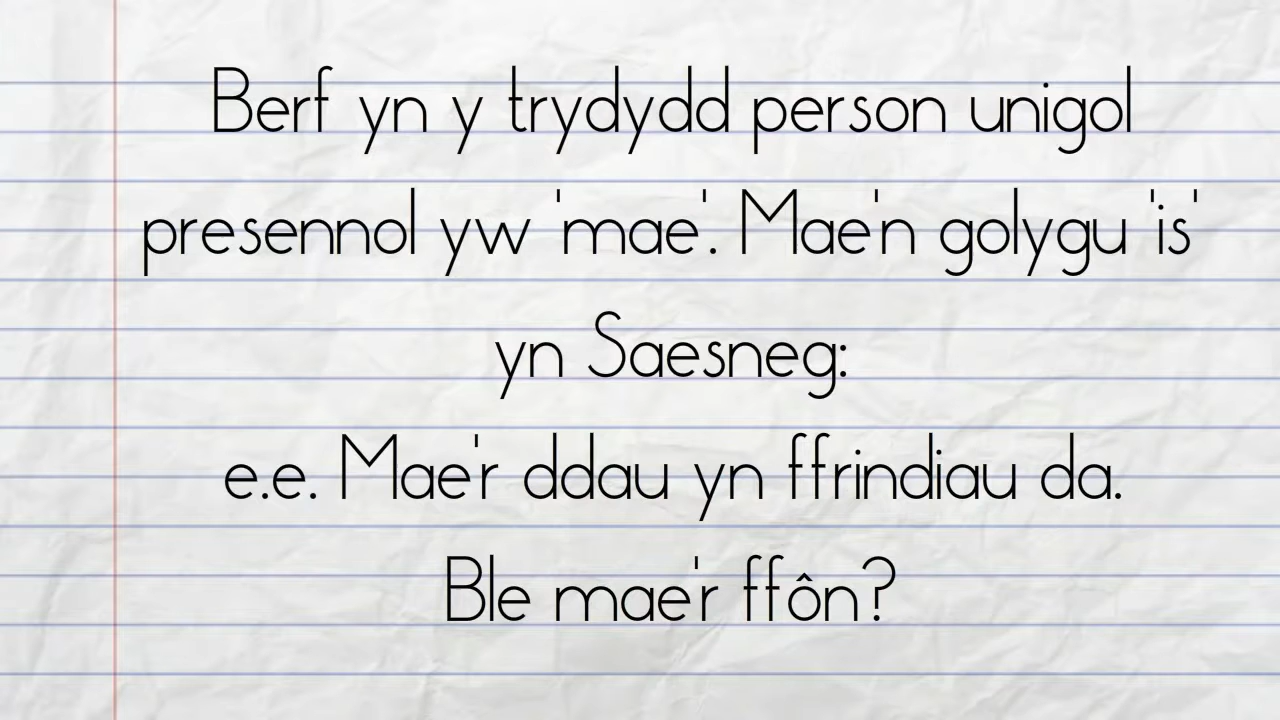 Berf yn y trydydd person unigol
presennol yw 'mae'. Mae'n golygu 'is'
yn Saesneg:
e.e. Mae'r ddau yn ffrindiau da.
Ble mae'r ffôn?